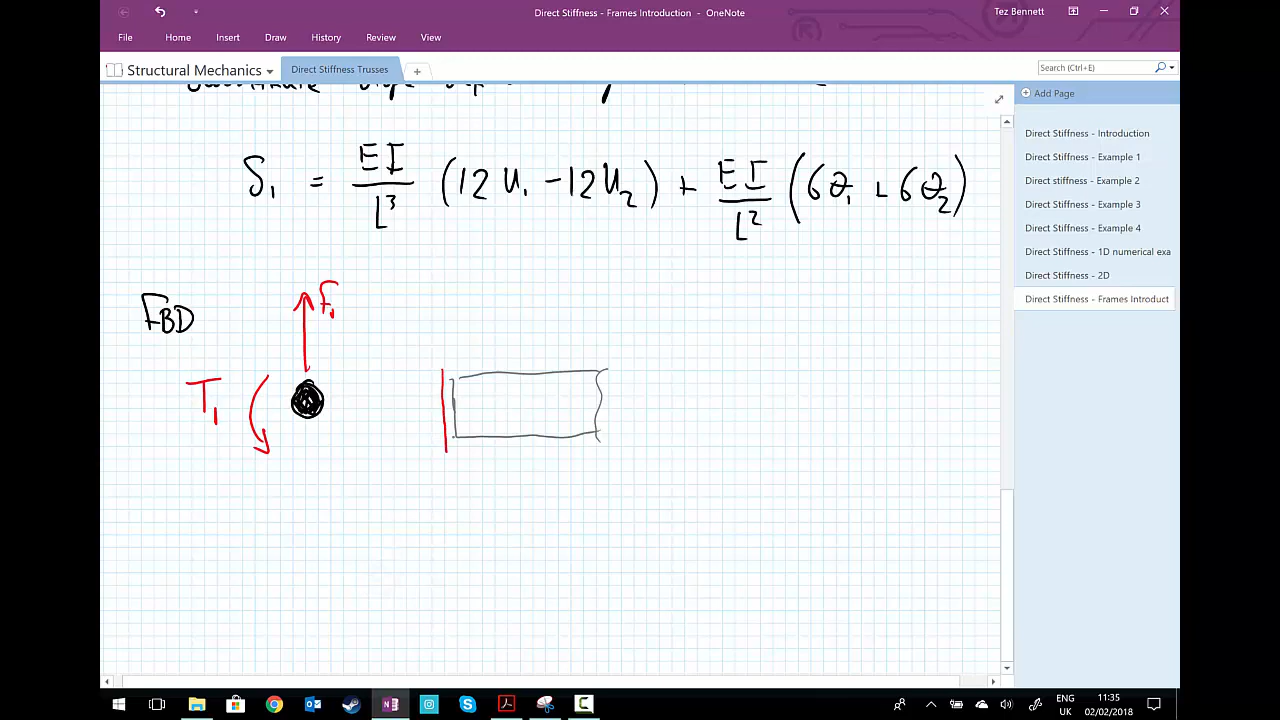 Direct Stiffness - Frames Introduction - OneNote
Tez Bennett
File Home Insert Draw History Review View
Structural Mechanics
Direct Stiffness Trusses
Search (Ctrl+E)
Add Page
Direct Stiffness - Introduction
Direct Stiffness - Example 1
Direct stiffness - Example 2
Direct Stiffness - Example 3
Direct Stiffness - Example 4
Direct Stiffness - 1D numerical exa
Direct Stiffness - 2D
Direct Stiffness - Frames Introduct
S₁ = EI/L³ (12U₁ - 12U₂) + EI/L² (6θ₁ + 6θ₂)
FBD
F₁
T₁
ENG
UK
11:35
02/02/2018